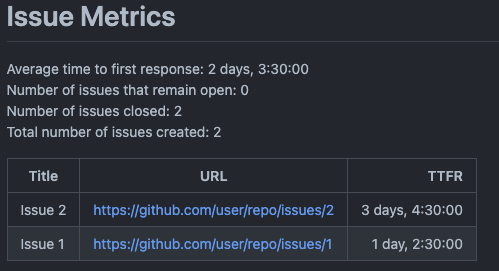 Issue Metrics
Average time to first response: 2 days, 3:30:00
Number of issues that remain open: 0
Number of issues closed: 2
Total number of issues created: 2
Title URL TTFR
Issue 2 https://github.com/user/repo/issues/2 3 days, 4:30:00
Issue 1 https://github.com/user/repo/issues/1 1 day, 2:30:00